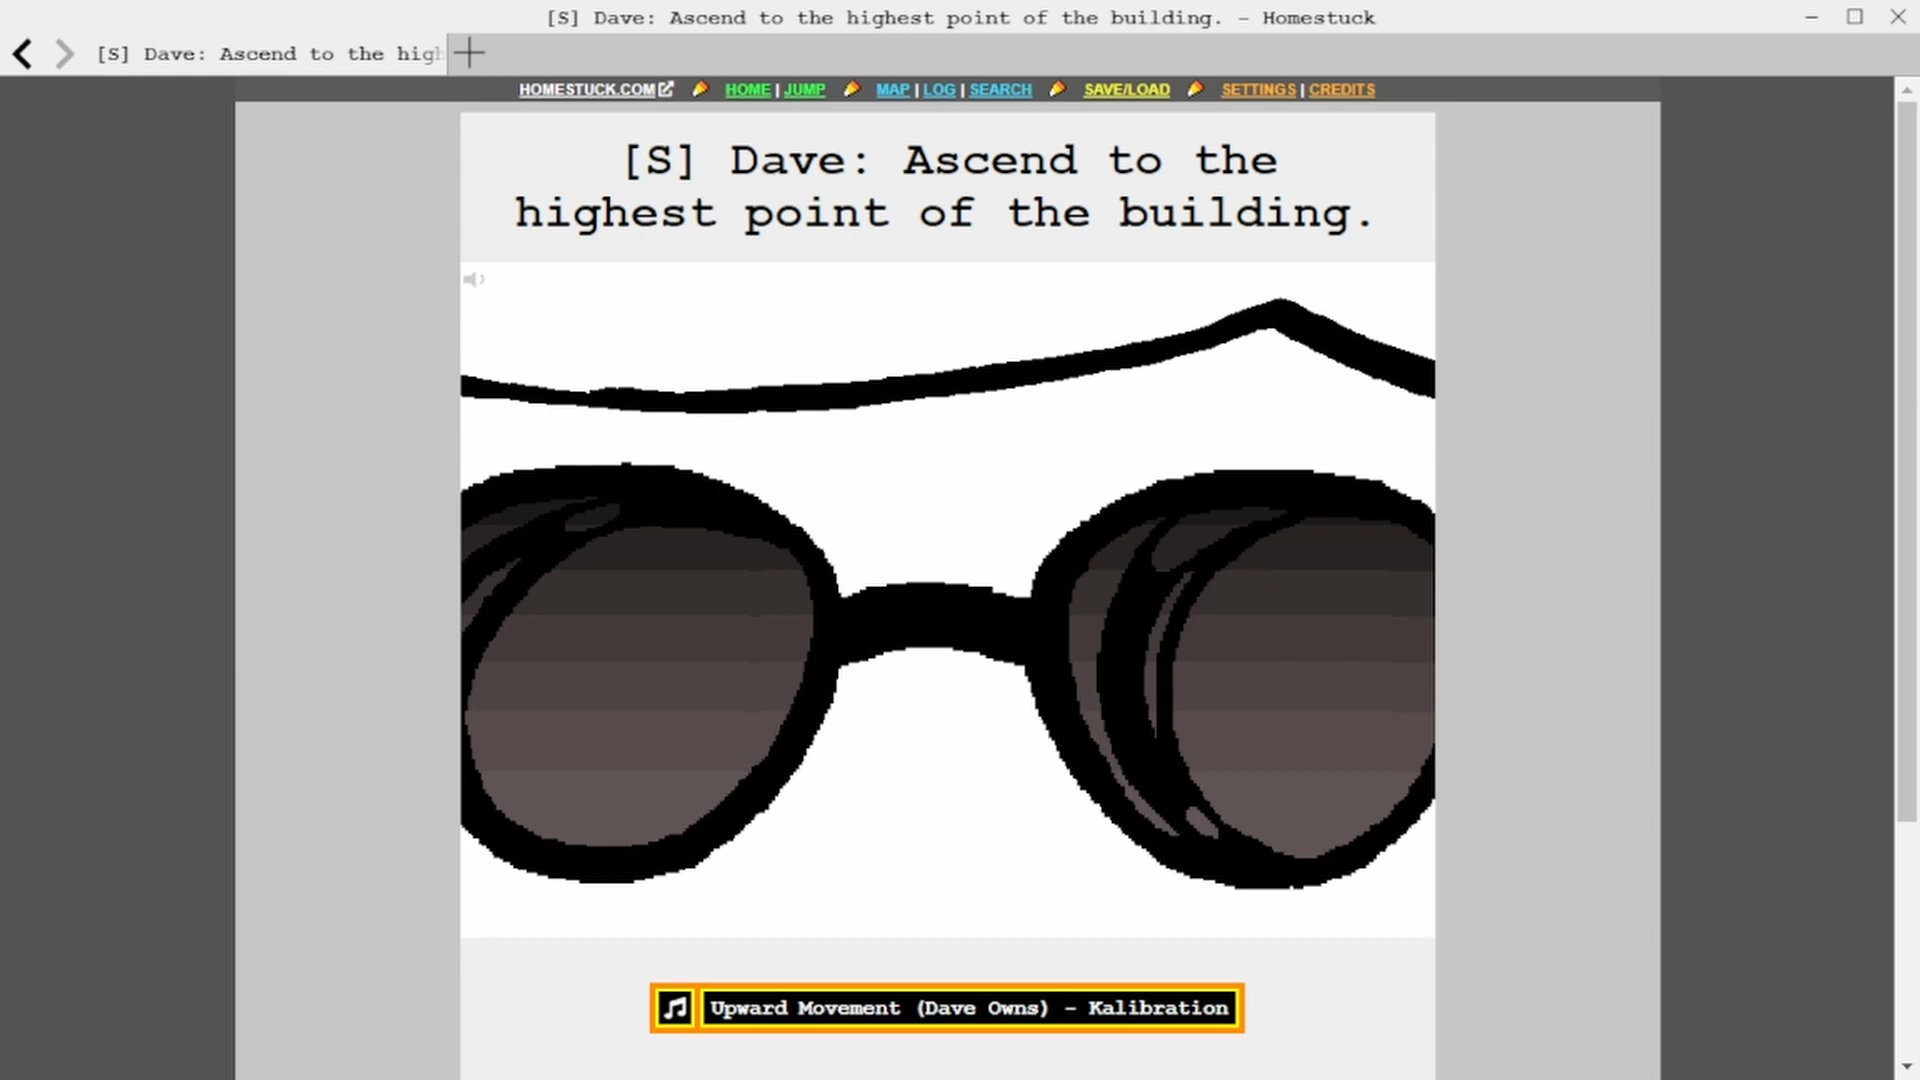 [S] Dave: Ascend to the highest point of the building. – Homestuck
[S] Dave: Ascend to the high
HOMESTUCK.COM HOME | JUMP MAP | LOG | SEARCH SAVE/LOAD SETTINGS | CREDITS
[S] Dave: Ascend to the
highest point of the building.
Upward Movement (Dave Owns) – Kalibration